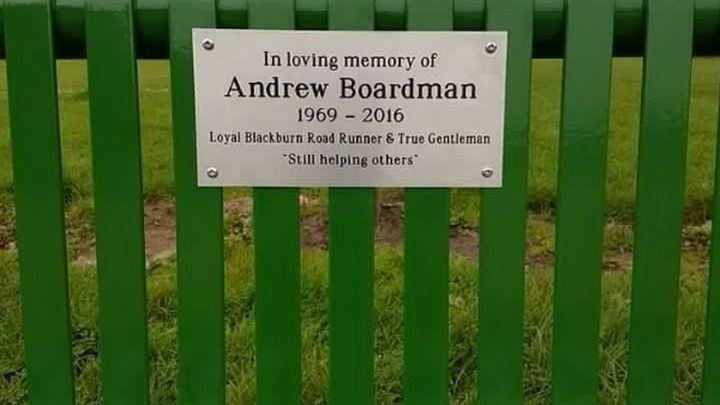 In loving memory of
Andrew Boardman
1969 - 2016
Loyal Blackburn Road Runner & True Gentleman
"Still helping others"